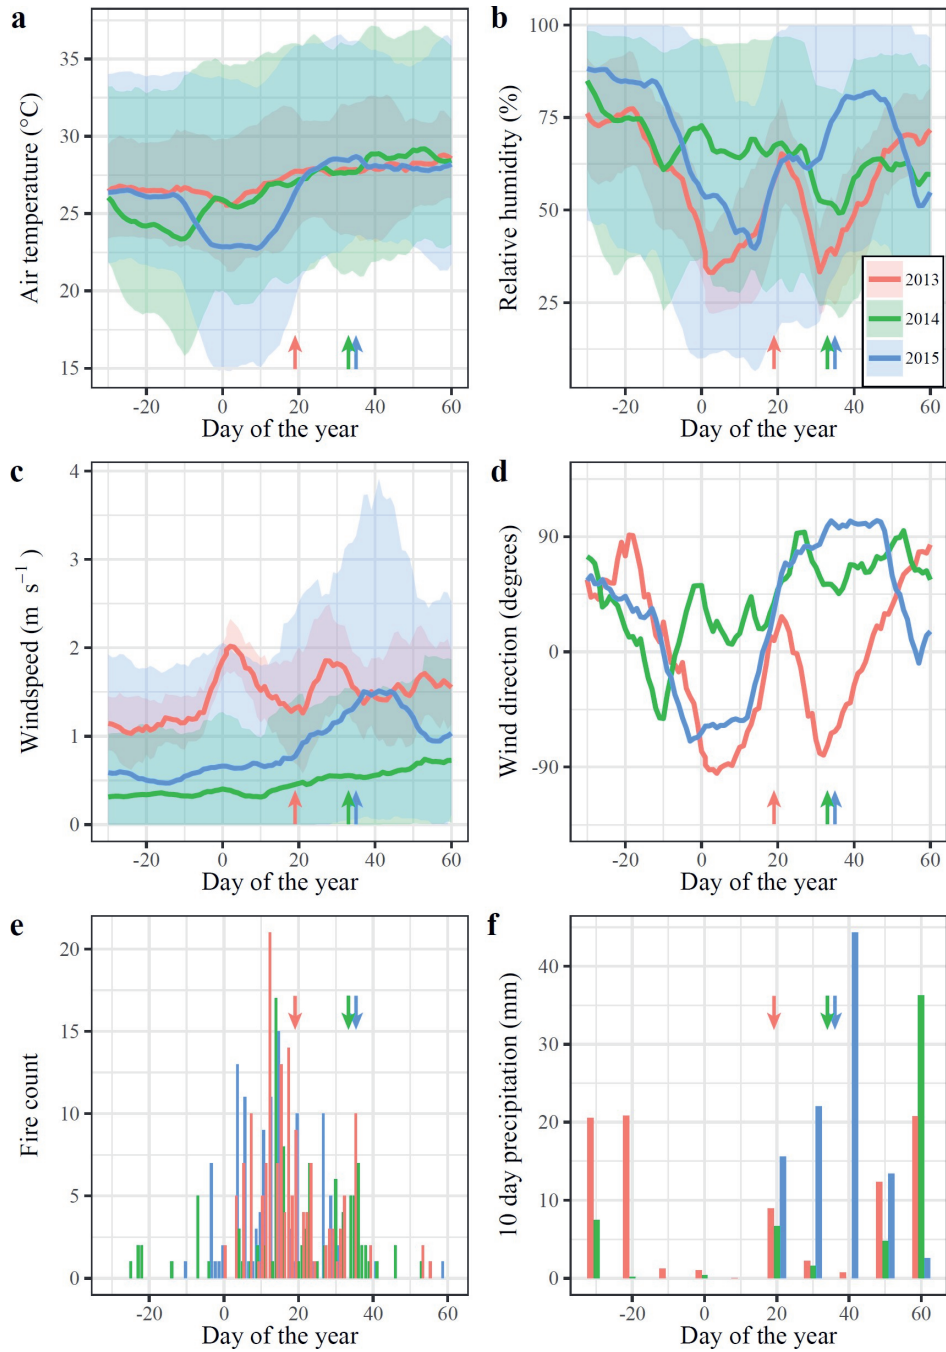 a
Air temperature (°C)
35
30
25
20
15
-20 0 20 40 60
Day of the year
b
Relative humidity (%)
100
75
50
25
2013
2014
2015
-20 0 20 40 60
Day of the year
c
Windspeed (m s⁻¹)
4
3
2
1
0
-20 0 20 40 60
Day of the year
d
Wind direction (degrees)
90
0
-90
-20 0 20 40 60
Day of the year
e
Fire count
20
15
10
5
0
-20 0 20 40 60
Day of the year
f
10 day precipitation (mm)
40
30
20
10
0
-20 0 20 40 60
Day of the year